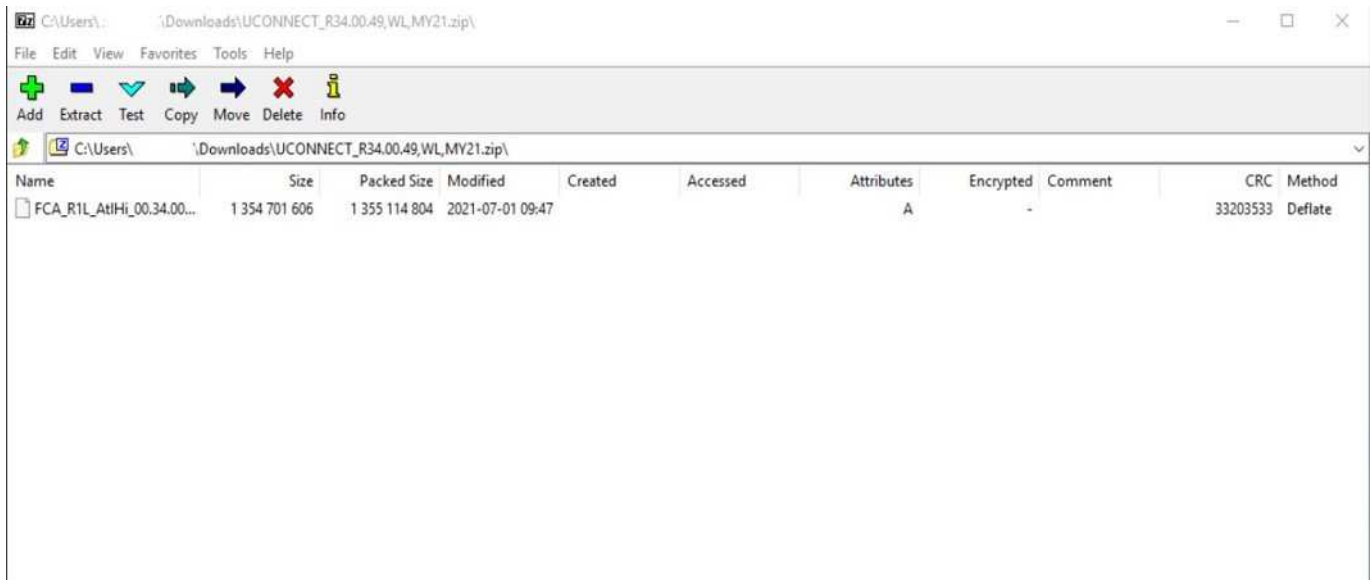 C:\Users\ \Downloads\UCONNECT_R34.00.49,WL,MY21.zip\
File Edit View Favorites Tools Help
Add Extract Test Copy Move Delete Info
C:\Users\ \Downloads\UCONNECT_R34.00.49,WL,MY21.zip\
Name Size Packed Size Modified Created Accessed Attributes Encrypted Comment CRC Method
FCA_R1L_AtlHi_00.34.00... 1 354 701 606 1 355 114 804 2021-07-01 09:47 A - 33203533 Deflate